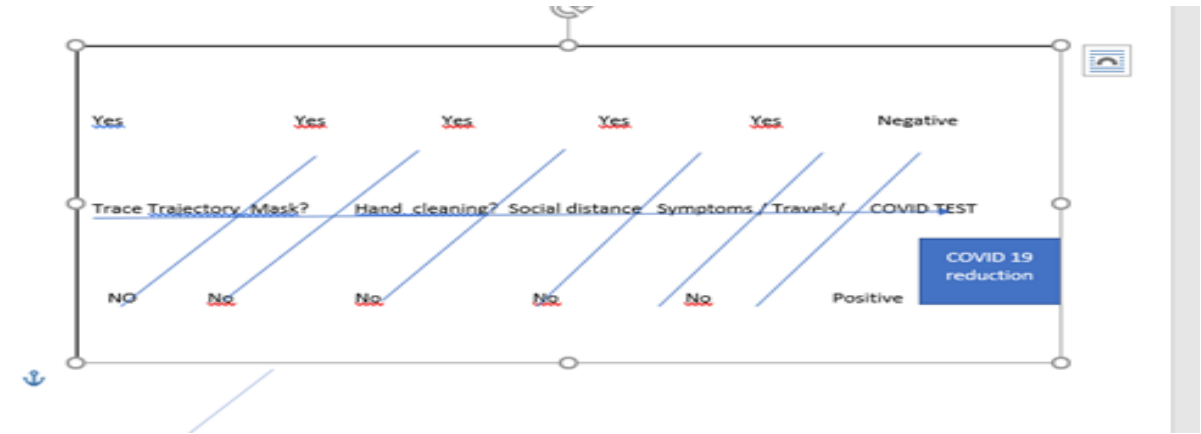 Yes Yes Yes Yes Yes Negative
Trace Trajectory Mask? Hand cleaning? Social distance Symptoms / Travels/ COVID TEST
COVID 19
reduction
NO No No No No Positive